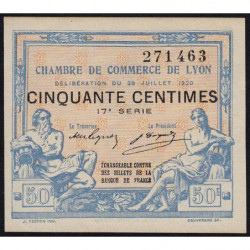 271463
CHAMBRE DE COMMERCE DE LYON
DÉLIBÉRATION DU 29 JUILLET 1920
CINQUANTE CENTIMES
17e SÉRIE
Le Trésorier
Le Président
ÉCHANGEABLE CONTRE
DES BILLETS DE LA
BANQUE DE FRANCE
50c
50c